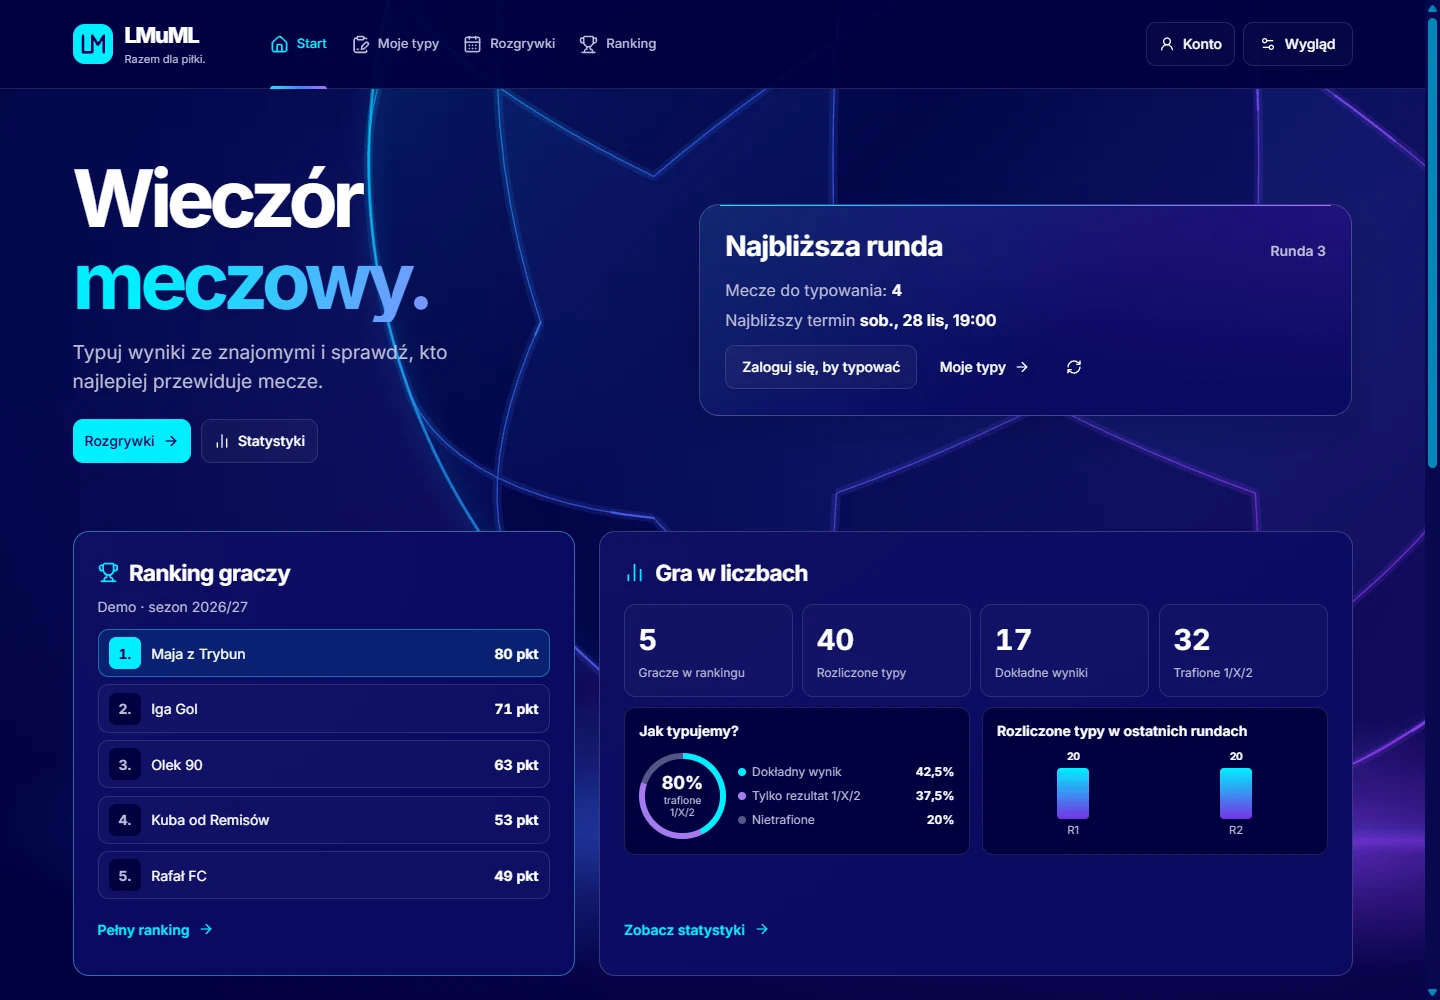 LMuML
Razem dla piłki.
Start
Moje typy
Rozgrywki
Ranking
Konto
Wygląd
Wieczór
meczowy.
Typuj wyniki ze znajomymi i sprawdź, kto
najlepiej przewiduje mecze.
Rozgrywki
Statystyki
Najbliższa runda
Runda 3
Mecze do typowania: 4
Najbliższy termin sob., 28 lis, 19:00
Zaloguj się, by typować
Moje typy
Ranking graczy
Demo · sezon 2026/27
1. Maja z Trybun 80 pkt
2. Iga Gol 71 pkt
3. Olek 90 63 pkt
4. Kuba od Remisów 53 pkt
5. Rafał FC 49 pkt
Pełny ranking
Gra w liczbach
5
Gracze w rankingu
40
Rozliczone typy
17
Dokładne wyniki
32
Trafione 1/X/2
Jak typujemy?
80%
trafione
1/X/2
Dokładny wynik 42,5%
Tylko rezultat 1/X/2 37,5%
Nietrafione 20%
Rozliczone typy w ostatnich rundach
20 20
R1 R2
Zobacz statystyki